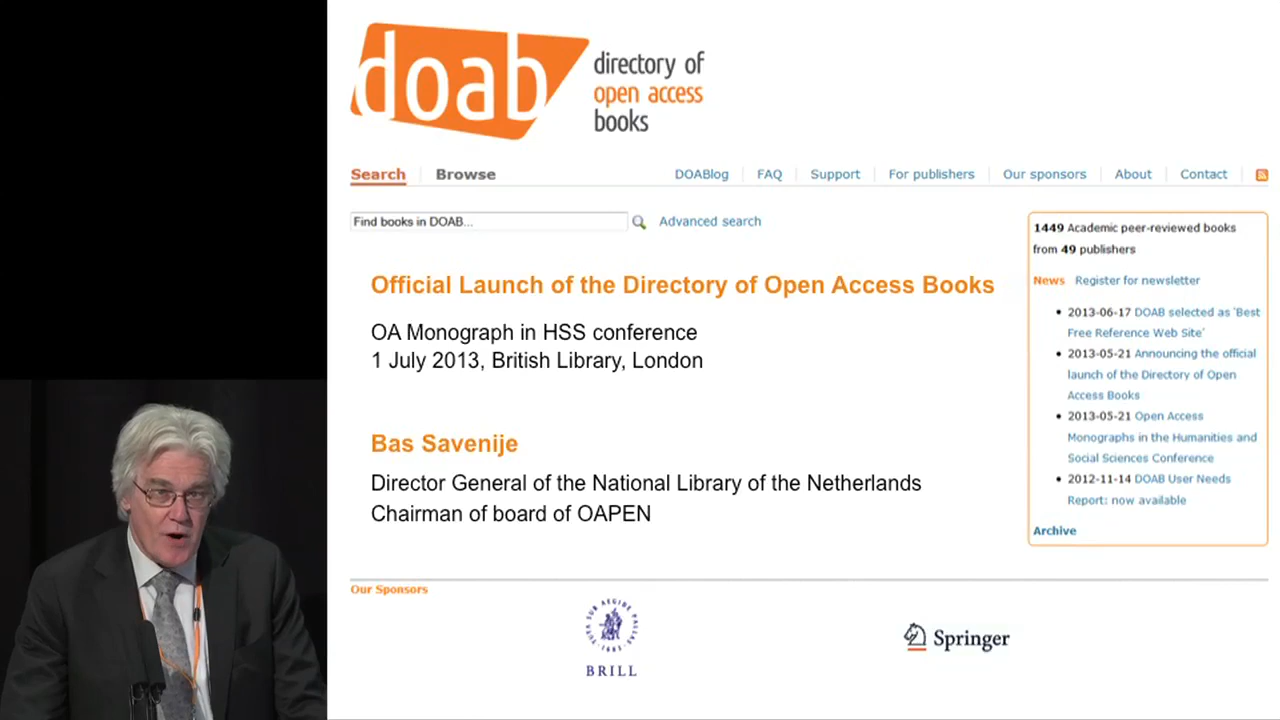 doab
directory of
open access
books
Search
Browse
DOABlog
FAQ
Support
For publishers
Our sponsors
About
Contact
Find books in DOAB...
Advanced search
Official Launch of the Directory of Open Access Books
OA Monograph in HSS conference
1 July 2013, British Library, London
Bas Savenije
Director General of the National Library of the Netherlands
Chairman of board of OAPEN
1449 Academic peer-reviewed books
from 49 publishers
News Register for newsletter
2013-06-17 DOAB selected as 'Best
Free Reference Web Site'
2013-05-21 Announcing the official
launch of the Directory of Open
Access Books
2013-05-21 Open Access
Monographs in the Humanities and
Social Sciences Conference
2012-11-14 DOAB User Needs
Report: now available
Archive
Our Sponsors
TUTA SUB AEGIDE PALLAS
1683
BRILL
Springer